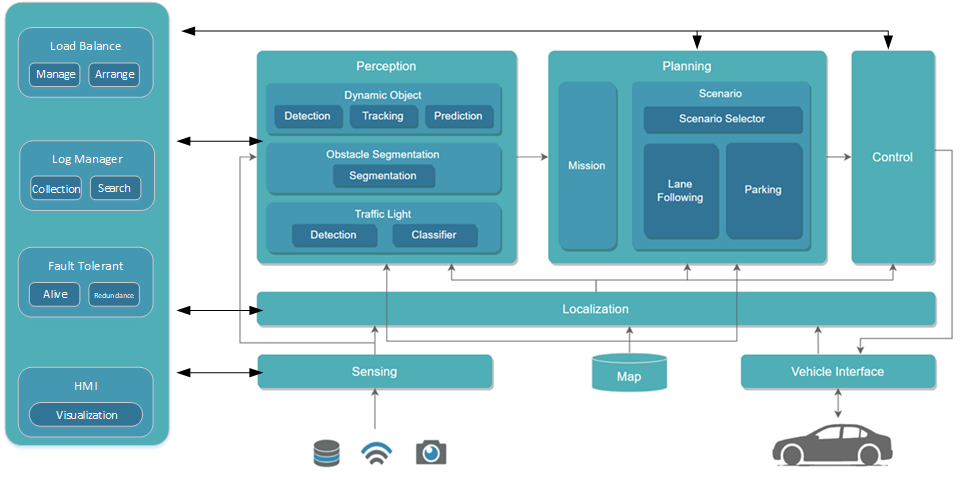 Load Balance
Manage Arrange
Log Manager
Collection Search
Fault Tolerant
Alive Redundance
HMI
Visualization
Perception
Dynamic Object
Detection Tracking Prediction
Obstacle Segmentation
Segmentation
Traffic Light
Detection Classifier
Planning
Mission
Scenario
Scenario Selector
Lane
Following
Parking
Control
Localization
Sensing
Map
Vehicle Interface